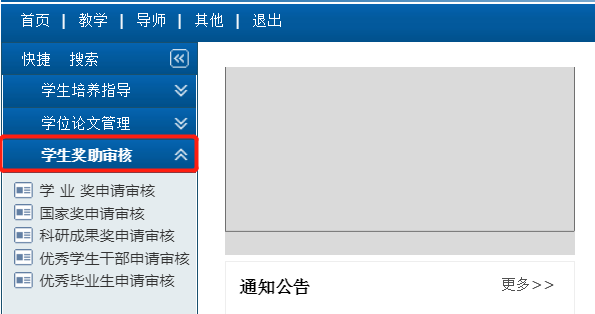 首页 | 教学 | 导师 | 其他 | 退出
快捷 搜索
学生培养指导
学位论文管理
学生奖助审核
学 业 奖申请审核
国家奖申请审核
科研成果奖申请审核
优秀学生干部申请审核
优秀毕业生申请审核
通知公告 更多>>